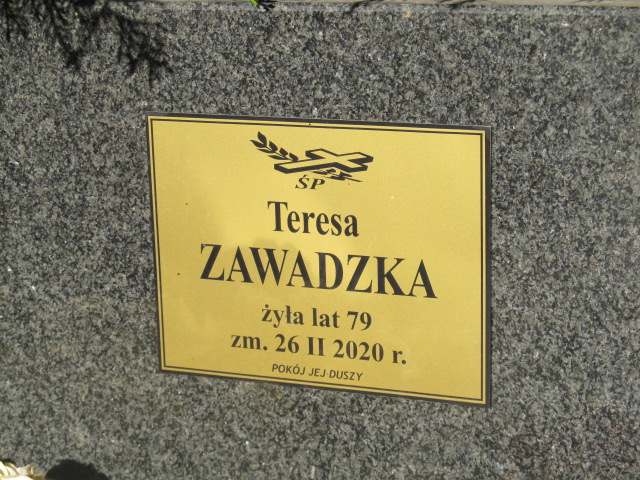 ŚP
Teresa
ZAWADZKA
żyła lat 79
zm. 26 II 2020 r.
POKÓJ JEJ DUSZY